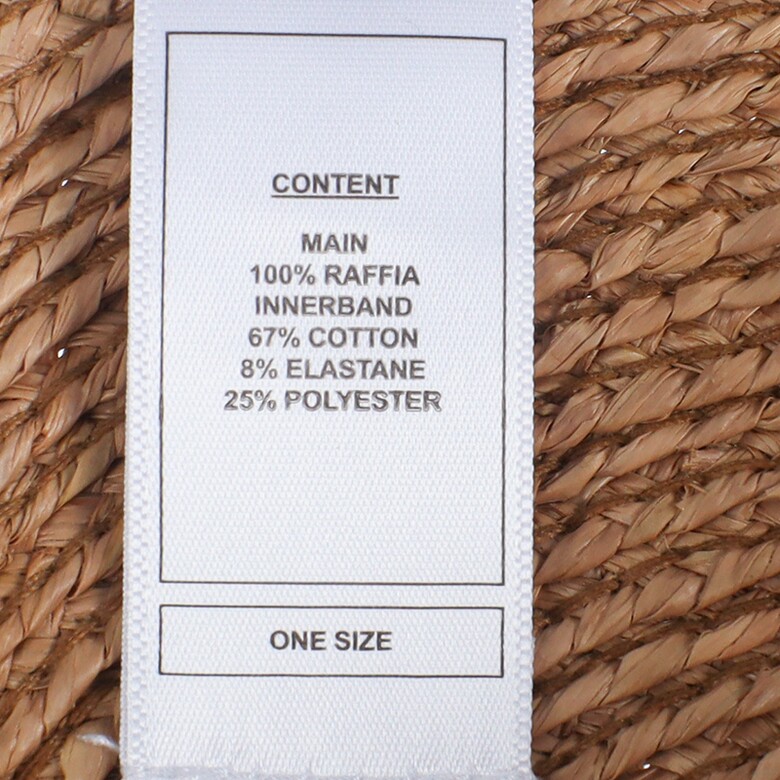 CONTENT
MAIN
100% RAFFIA
INNERBAND
67% COTTON
8% ELASTANE
25% POLYESTER
ONE SIZE